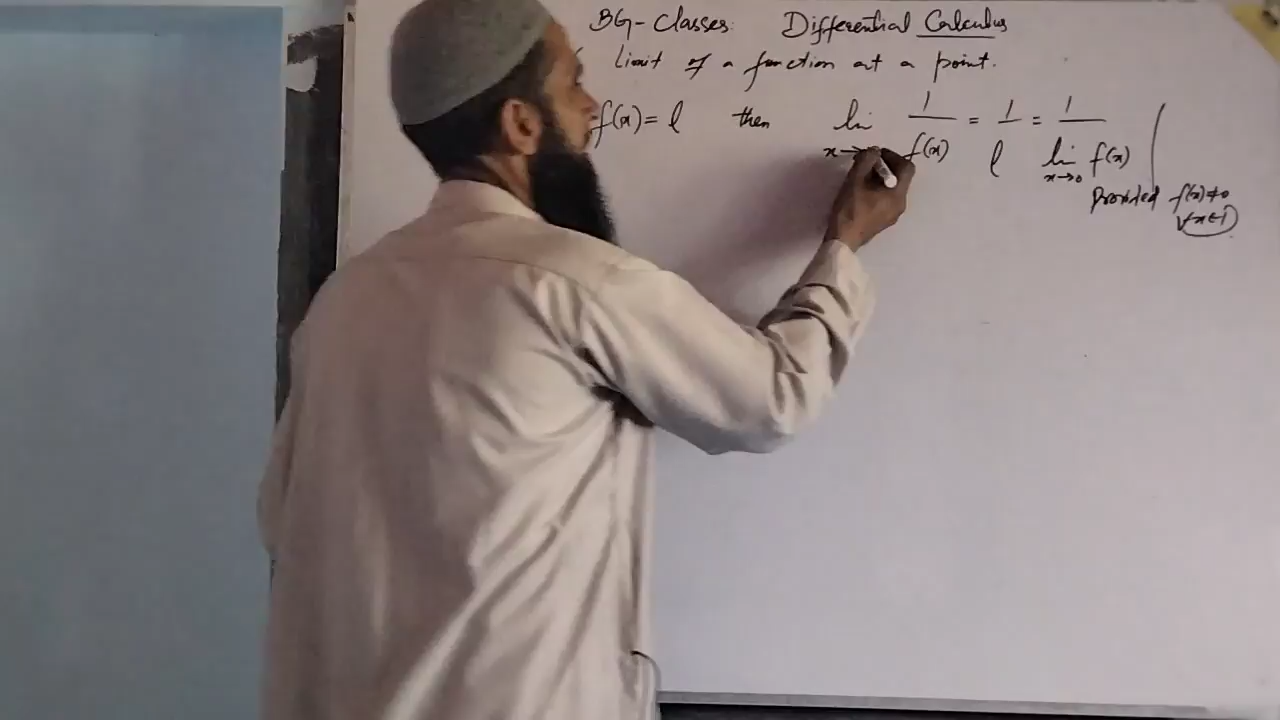 BG-Classes: Differential Calculus
Limit of a function at a point.
f(x) = l then lim x→ 1/f(x) = 1/l = 1/lim x→0 f(x)
Provided f(x)≠0
∀x∈I